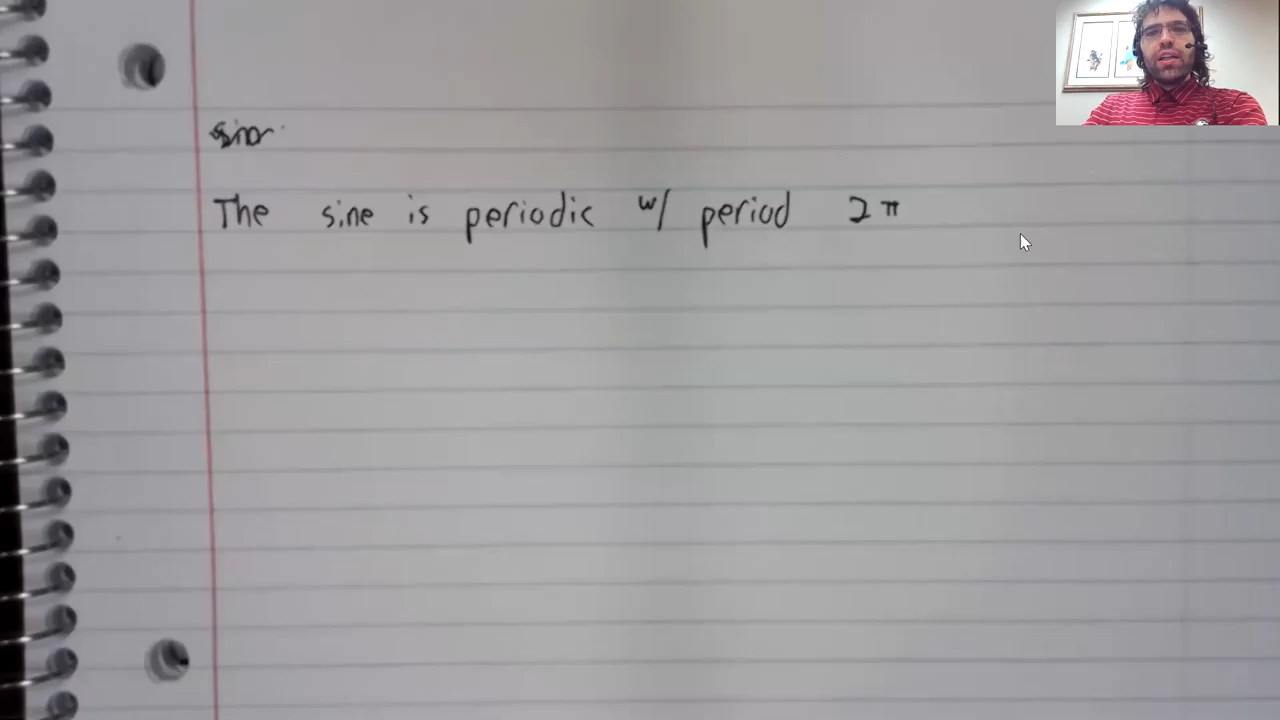 The sine is periodic w/ period 2π